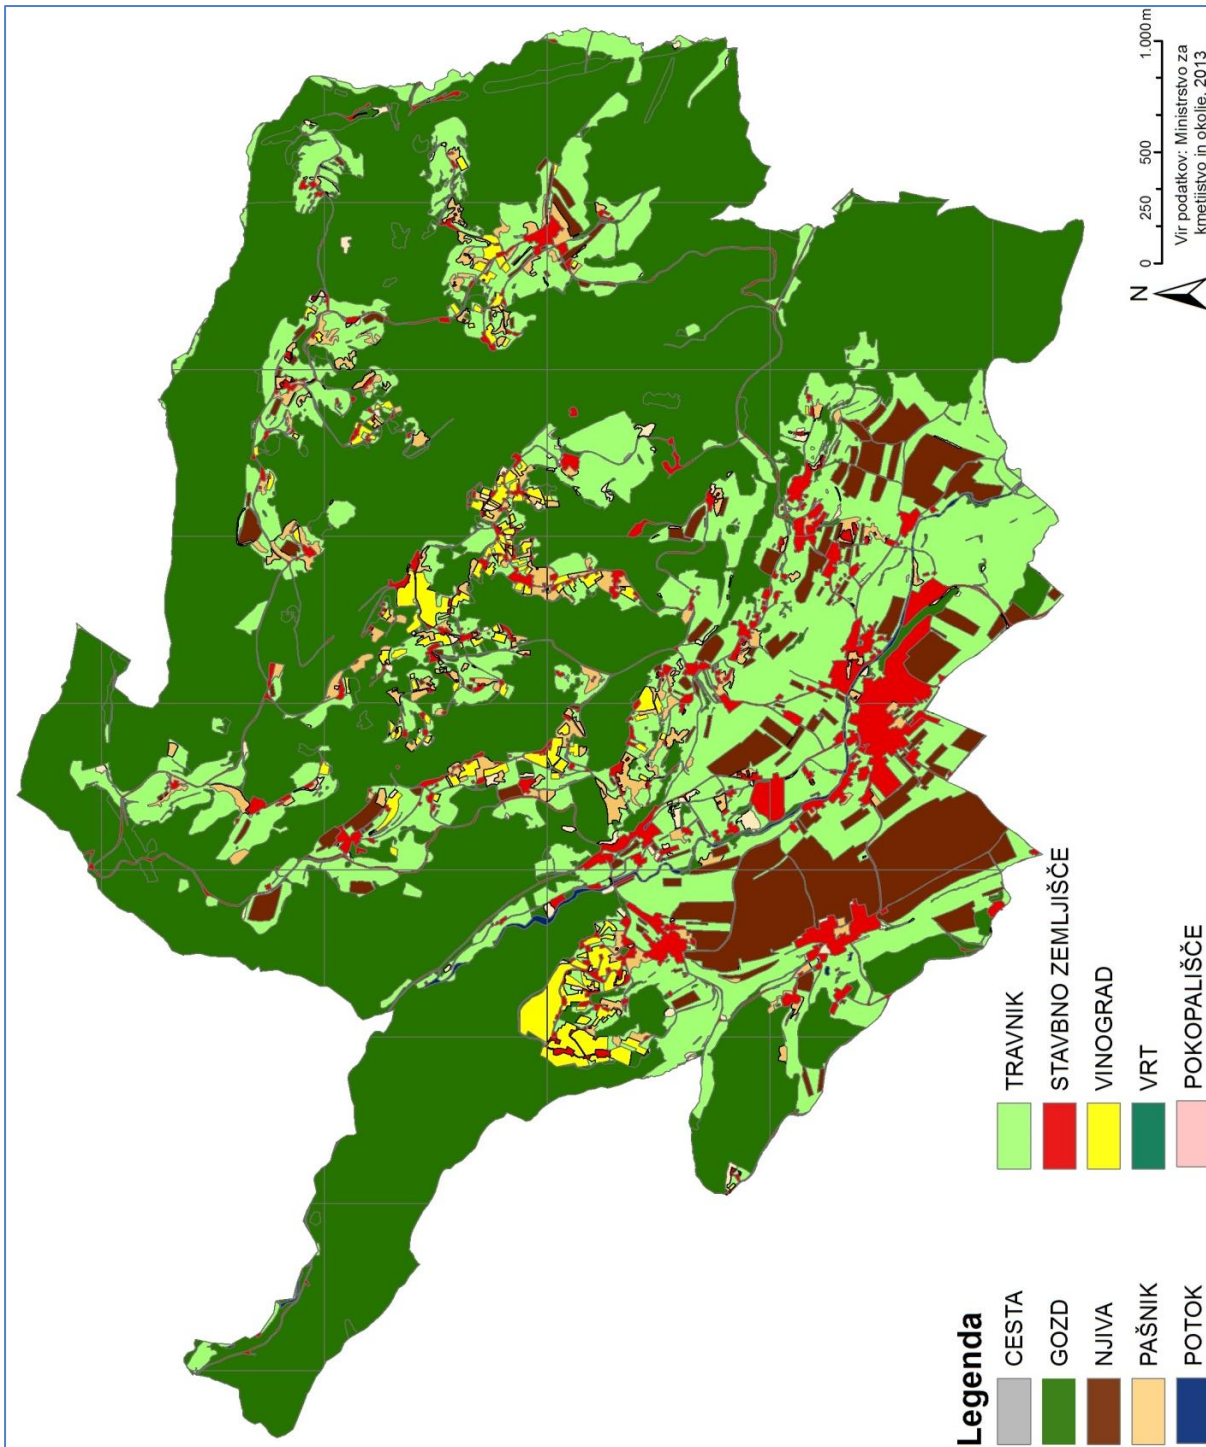 Legenda
CESTA
GOZD
NJIVA
PAŠNIK
POTOK
TRAVNIK
STAVBNO ZEMLJIŠČE
VINOGRAD
VRT
POKOPALIŠČE
N
0 250 500 1.000 m
Vir podatkov: Ministrstvo za
kmetijstvo in okolje, 2013